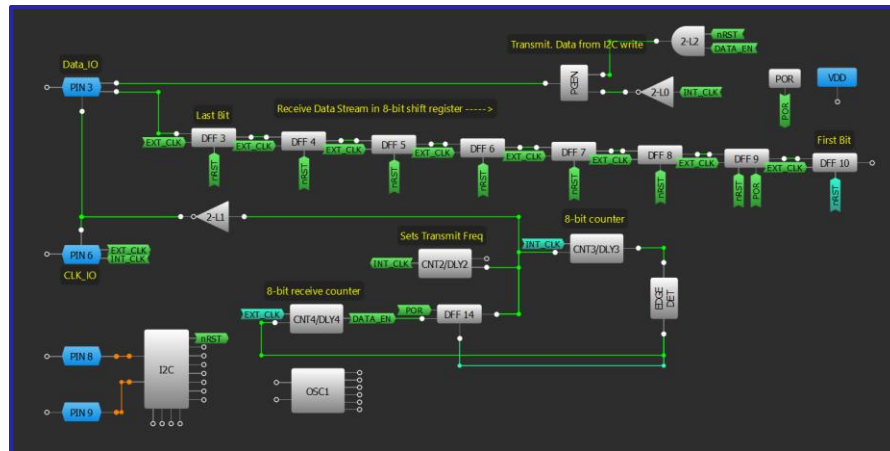 Transmit. Data from I2C write
2-L2
nRST
DATA_EN
Data_IO
PIN 3
PGEN
2-L0
INT_CLK
POR
POR
VDD
Last Bit
Receive Data Stream in 8-bit shift register ----->
First Bit
EXT_CLK
DFF 3
EXT_CLK
DFF 4
EXT_CLK
DFF 5
EXT_CLK
DFF 6
EXT_CLK
DFF 7
EXT_CLK
DFF 8
EXT_CLK
DFF 9
EXT_CLK
DFF 10
nRST
nRST
nRST
nRST
nRST
nRST
nRST
POR
nRST
2-L1
8-bit counter
Sets Transmit Freq
INT_CLK
CNT3/DLY3
PIN 6
EXT_CLK
INT_CLK
CLK_IO
INT_CLK
CNT2/DLY2
8-bit receive counter
EDGE
DET
EXT_CLK
CNT4/DLY4
DATA_EN
POR
DFF 14
PIN 8
I2C
nRST
OSC1
PIN 9